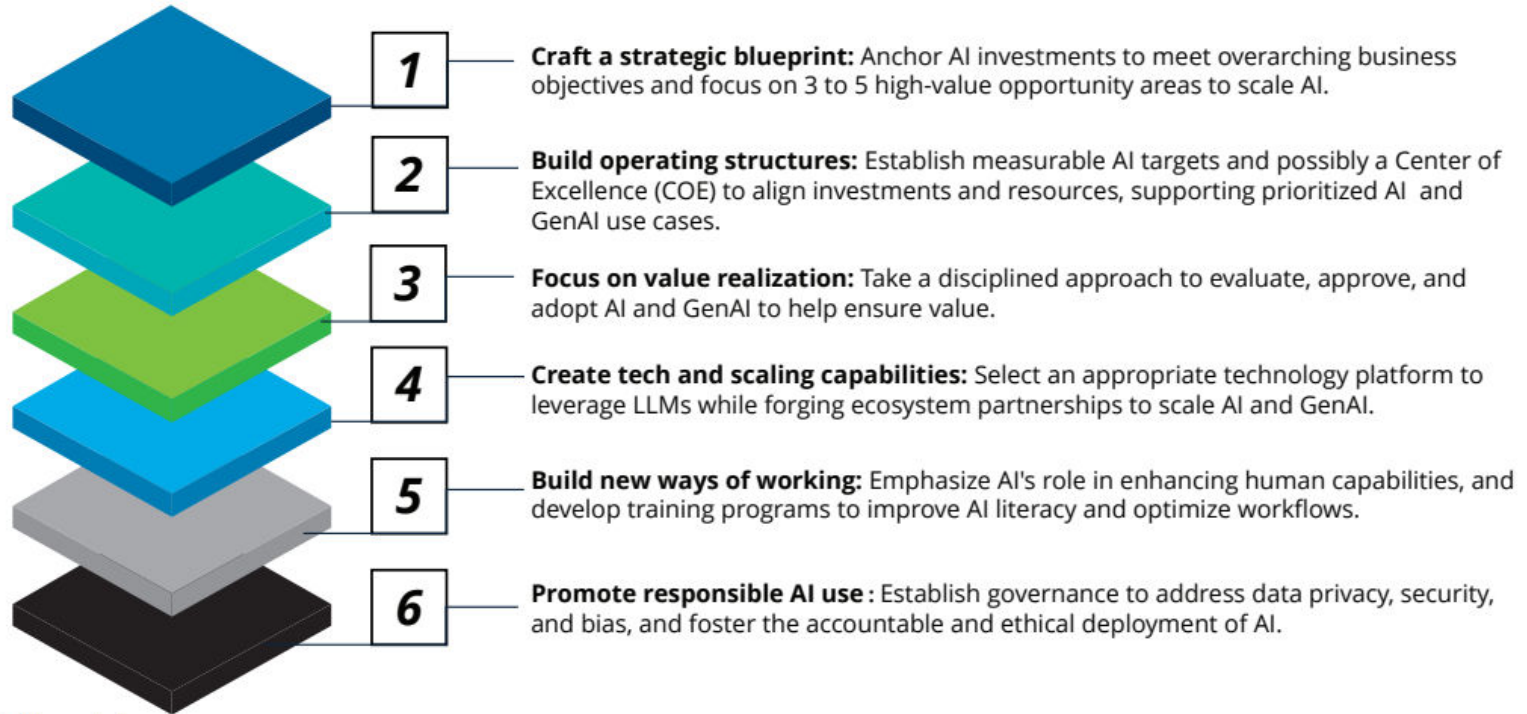 1
Craft a strategic blueprint: Anchor AI investments to meet overarching business
objectives and focus on 3 to 5 high-value opportunity areas to scale AI.
2
Build operating structures: Establish measurable AI targets and possibly a Center of
Excellence (COE) to align investments and resources, supporting prioritized AI and
GenAI use cases.
3
Focus on value realization: Take a disciplined approach to evaluate, approve, and
adopt AI and GenAI to help ensure value.
4
Create tech and scaling capabilities: Select an appropriate technology platform to
leverage LLMs while forging ecosystem partnerships to scale AI and GenAI.
5
Build new ways of working: Emphasize AI's role in enhancing human capabilities, and
develop training programs to improve AI literacy and optimize workflows.
6
Promote responsible AI use : Establish governance to address data privacy, security,
and bias, and foster the accountable and ethical deployment of AI.